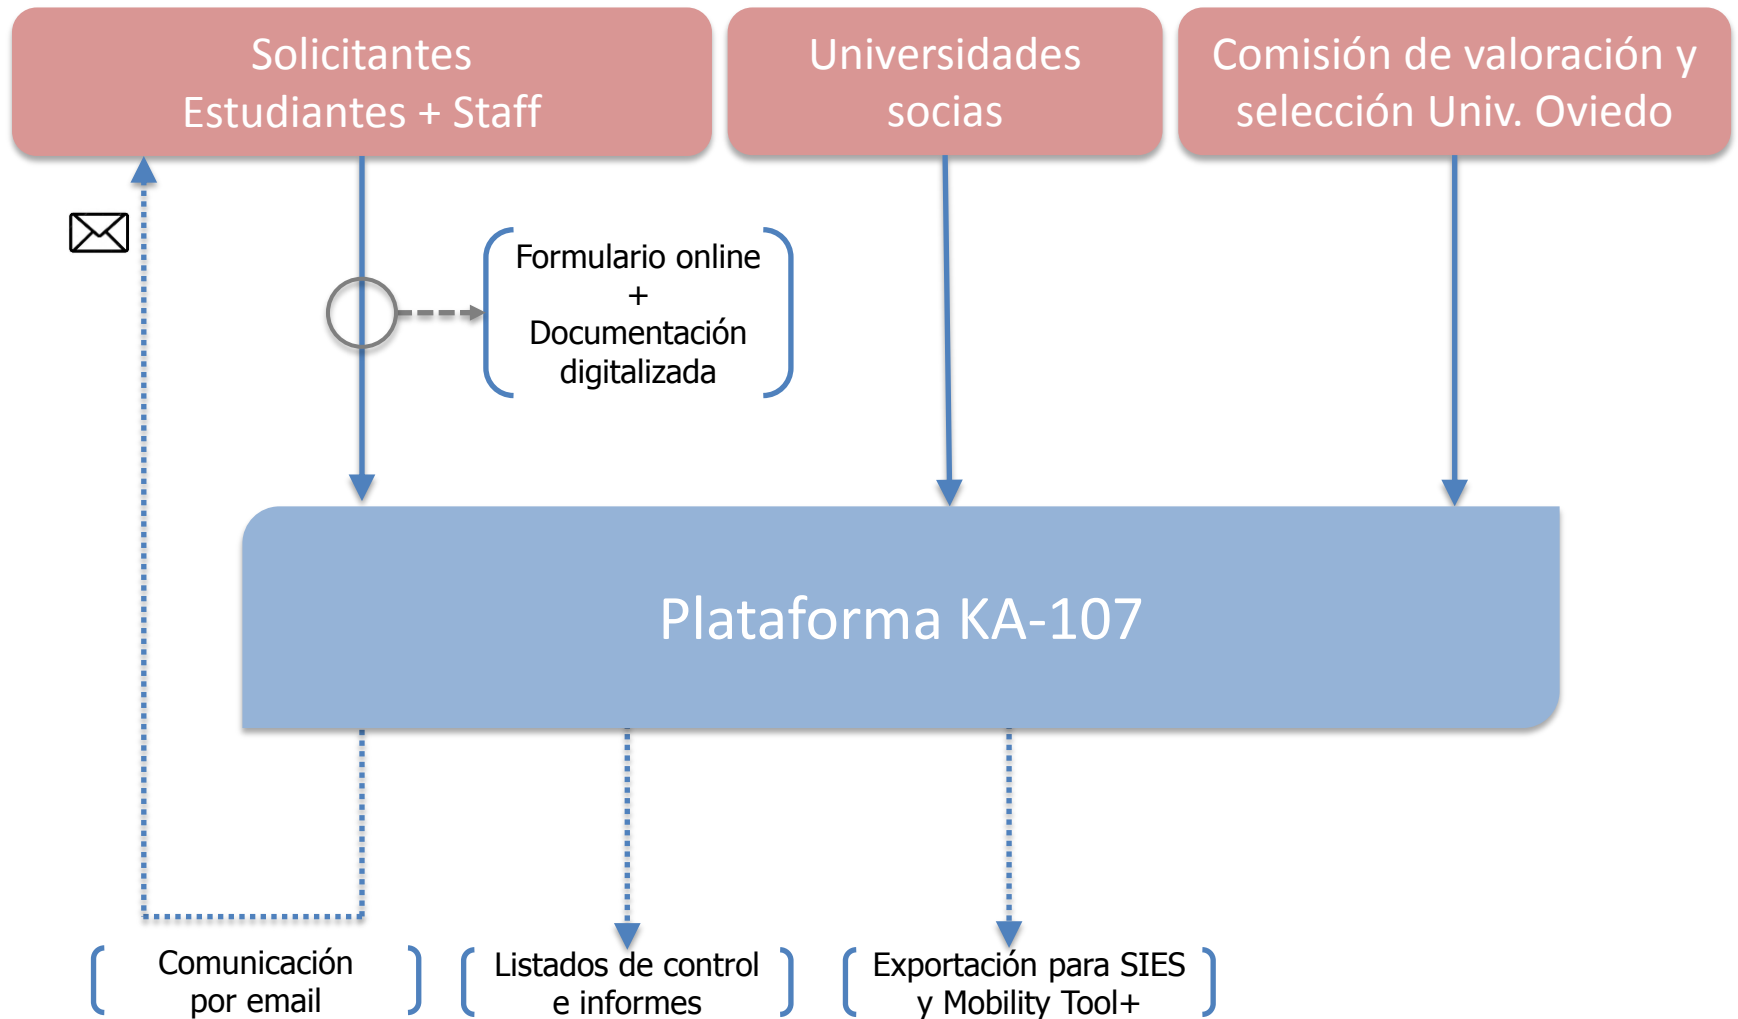 Solicitantes
Estudiantes + Staff
Universidades
socias
Comisión de valoración y
selección Univ. Oviedo
Formulario online
+
Documentación
digitalizada
Plataforma KA-107
Comunicación
por email
Listados de control
e informes
Exportación para SIES
y Mobility Tool+